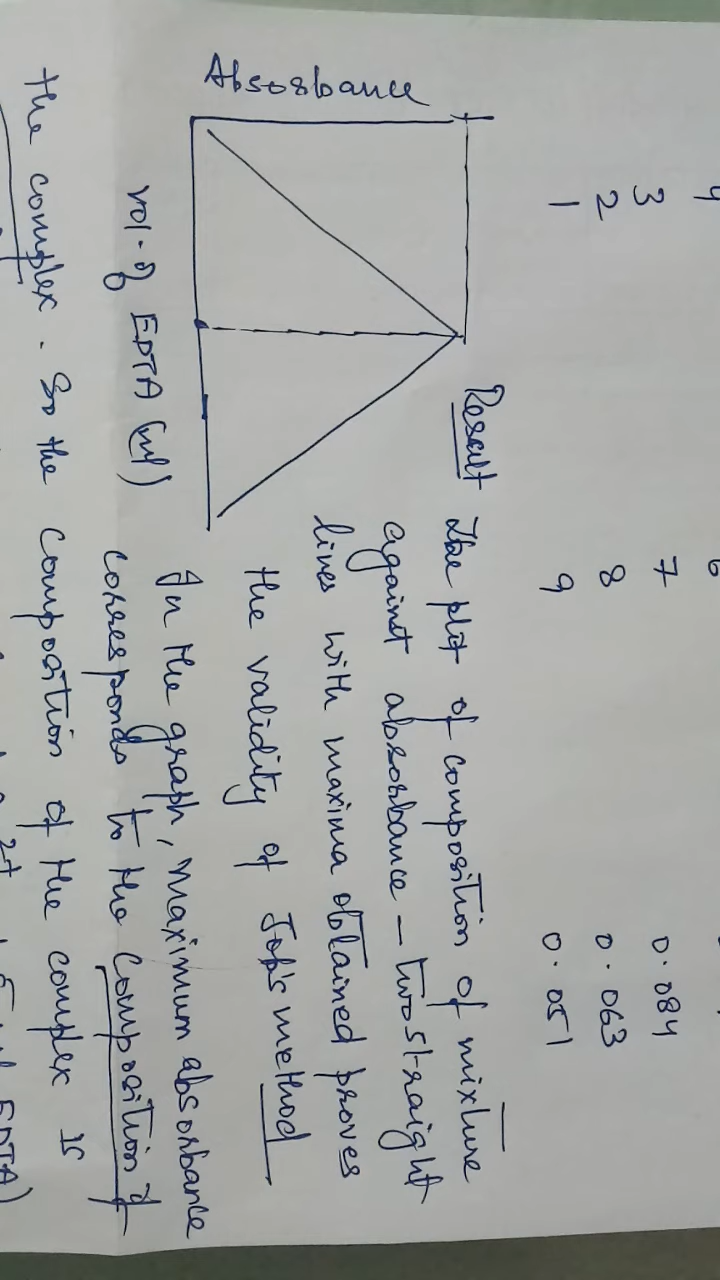 4 6
3 7 0.084
2 8 0.063
1 9 0.051
Absorbance
vol. of EDTA (ml)
Result The plot of composition of mixture
against absorbance – two straight
lines with maxima obtained proves
the validity of Job's method
In the graph, maximum absorbance
corresponds to the composition of
the complex. So the composition of the complex is
EDTA)